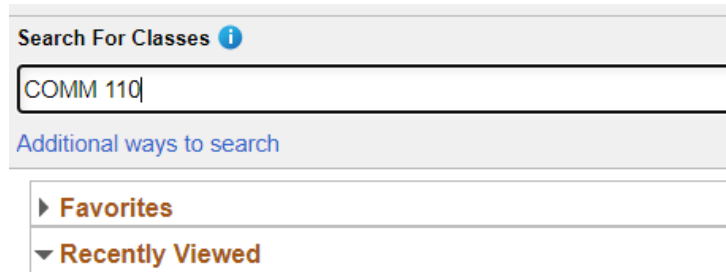 Search For Classes
COMM 110
Additional ways to search
Favorites
Recently Viewed